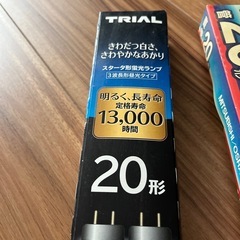 TRIAL
きわだつ白さ、
さわやかなあかり
スタータ形蛍光ランプ
3波長形昼光タイプ
明るく、長寿命
定格寿命
13,000
時間
20形
MITSUBISHI